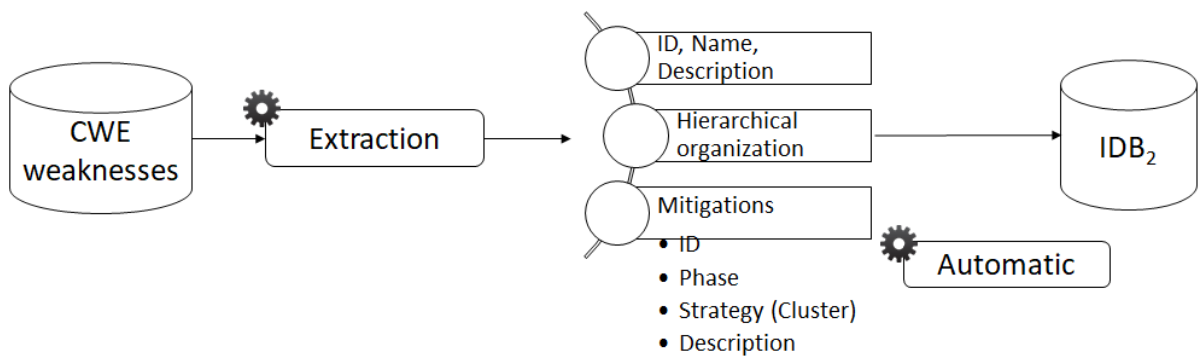 CWE
weaknesses
Extraction
ID, Name,
Description
Hierarchical
organization
Mitigations
• ID
• Phase
• Strategy (Cluster)
• Description
IDB₂
Automatic